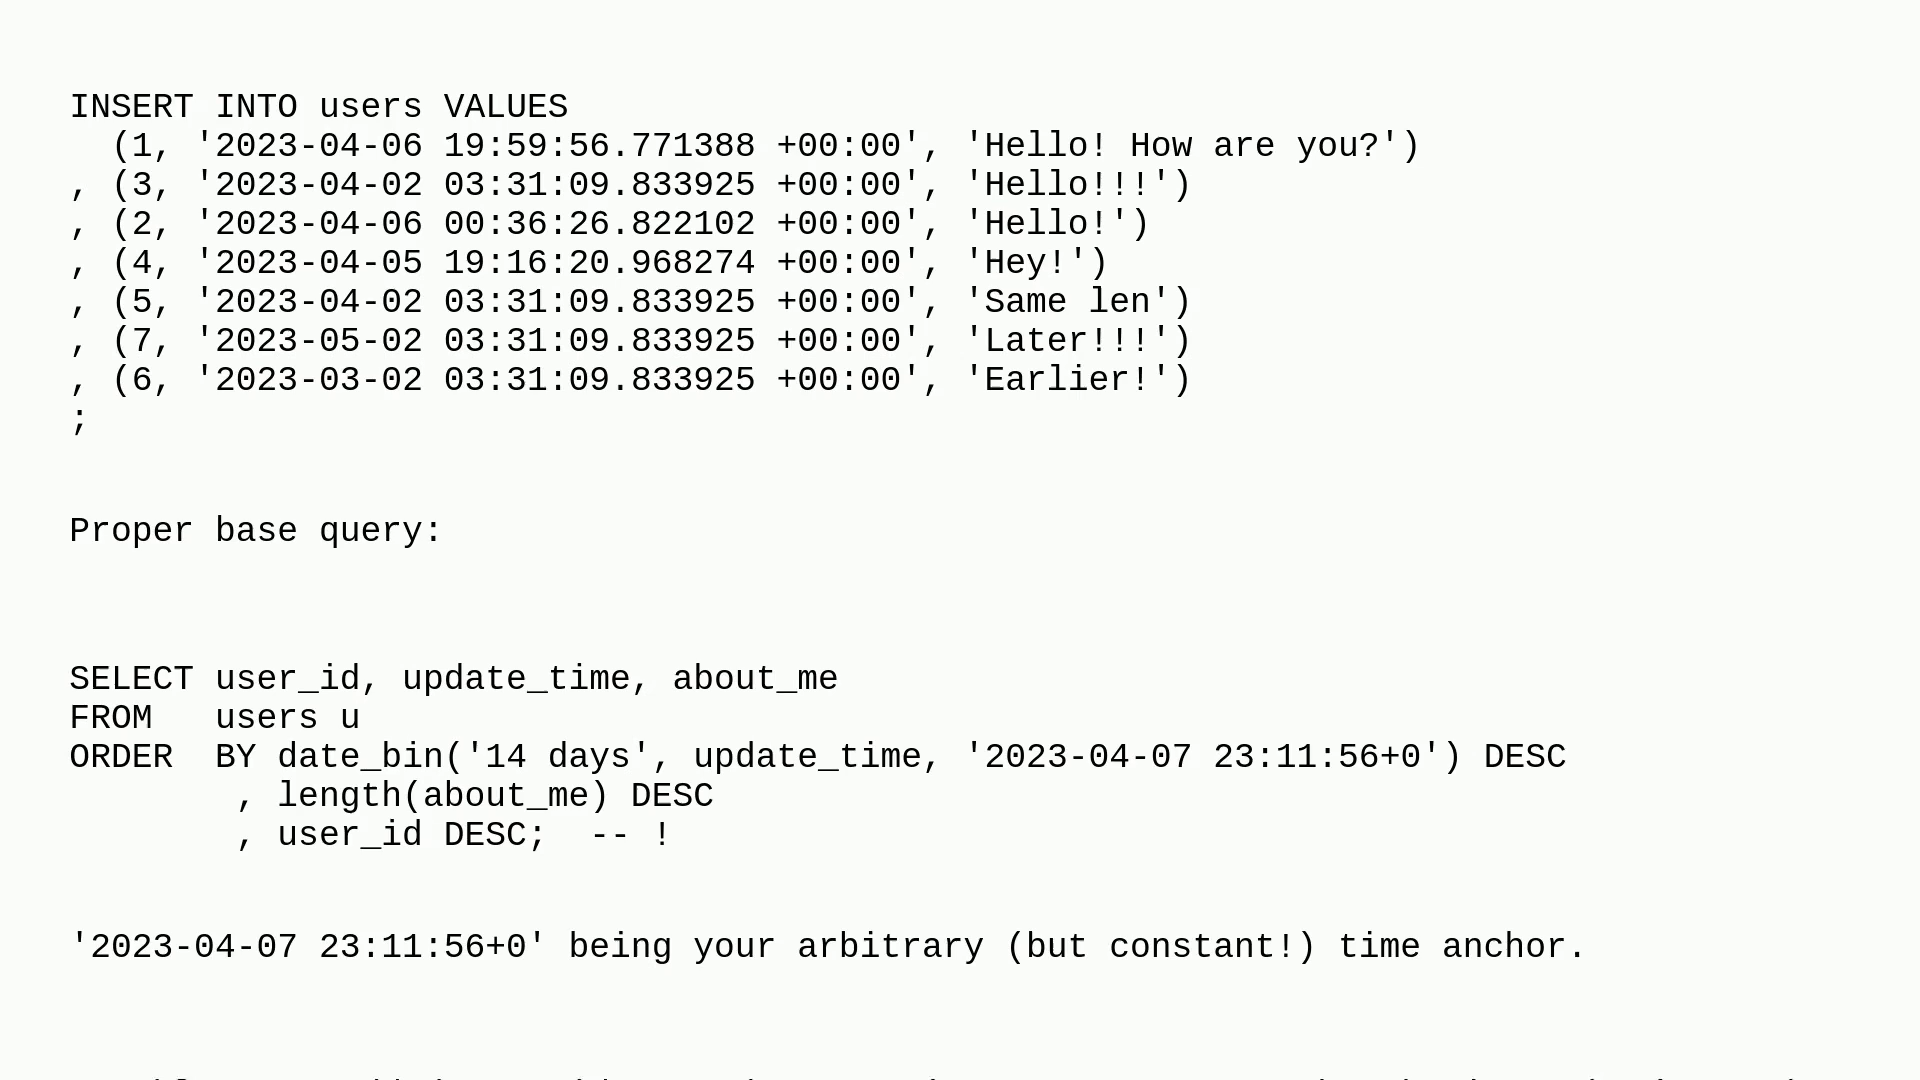 INSERT INTO users VALUES
  (1, '2023-04-06 19:59:56.771388 +00:00', 'Hello! How are you?')
, (3, '2023-04-02 03:31:09.833925 +00:00', 'Hello!!!')
, (2, '2023-04-06 00:36:26.822102 +00:00', 'Hello!')
, (4, '2023-04-05 19:16:20.968274 +00:00', 'Hey!')
, (5, '2023-04-02 03:31:09.833925 +00:00', 'Same len')
, (7, '2023-05-02 03:31:09.833925 +00:00', 'Later!!!')
, (6, '2023-03-02 03:31:09.833925 +00:00', 'Earlier!')
;
Proper base query:
SELECT user_id, update_time, about_me
FROM   users u
ORDER  BY date_bin('14 days', update_time, '2023-04-07 23:11:56+0') DESC
        , length(about_me) DESC
        , user_id DESC;  -- !
'2023-04-07 23:11:56+0' being your arbitrary (but constant!) time anchor.